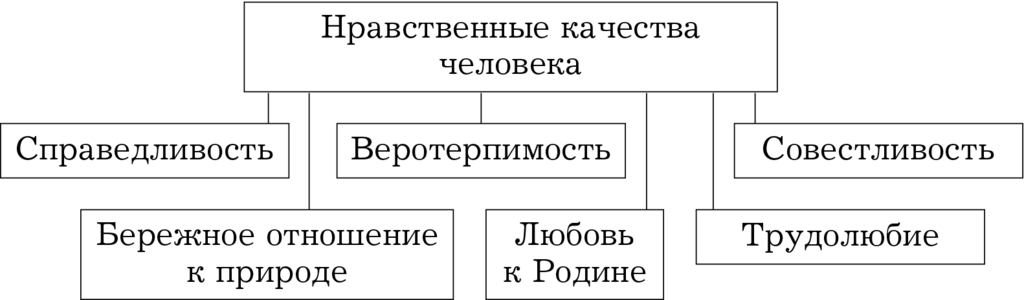 Нравственные качества
человека
Справедливость
Веротерпимость
Совестливость
Бережное отношение
к природе
Любовь
к Родине
Трудолюбие